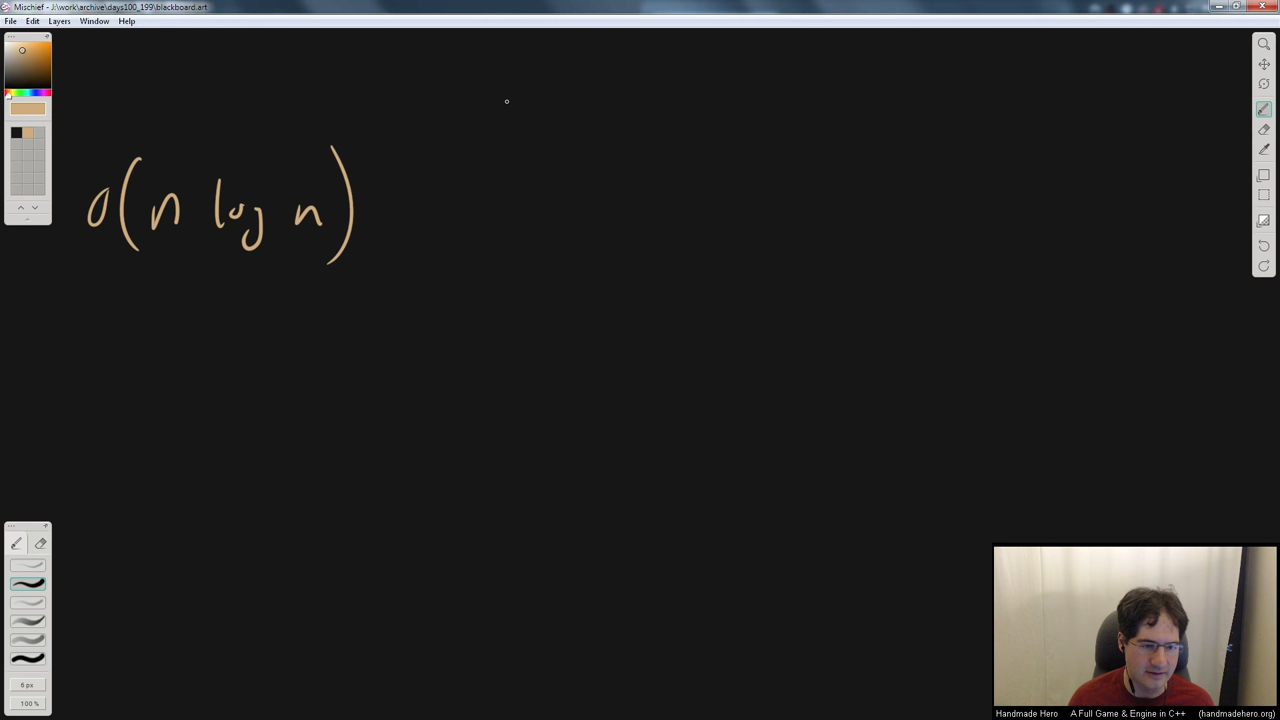 Mischief - J:\work\archive\days100_199\blackboard.art
File Edit Layers Window Help
O(n log n)
6 px
100 %
Handmade Hero A Full Game & Engine in C++ (handmadehero.org)